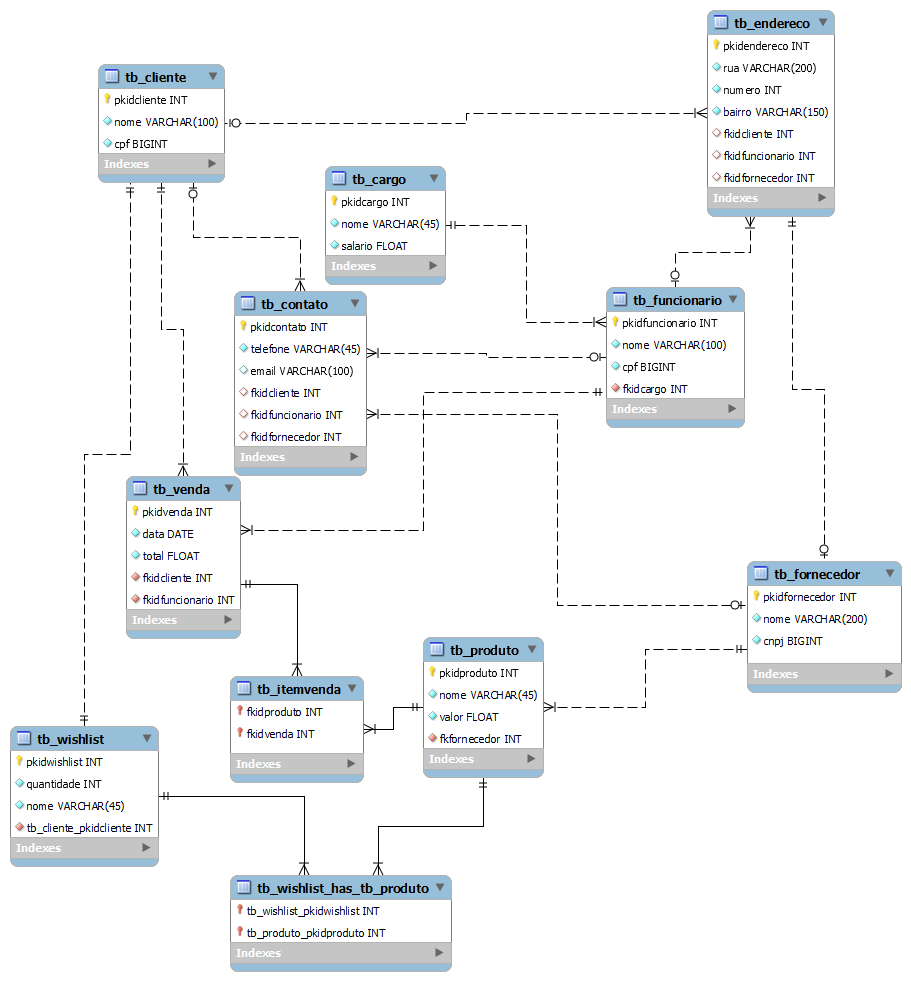 tb_endereco
pkidendereco INT
rua VARCHAR(200)
numero INT
bairro VARCHAR(150)
fkidcliente INT
fkidfuncionario INT
fkidfornecedor INT
Indexes
tb_cliente
pkidcliente INT
nome VARCHAR(100)
cpf BIGINT
Indexes
tb_cargo
pkidcargo INT
nome VARCHAR(45)
salario FLOAT
Indexes
tb_contato
pkidcontato INT
telefone VARCHAR(45)
email VARCHAR(100)
fkidcliente INT
fkidfuncionario INT
fkidfornecedor INT
Indexes
tb_funcionario
pkidfuncionario INT
nome VARCHAR(100)
cpf BIGINT
fkidcargo INT
Indexes
tb_venda
pkidvenda INT
data DATE
total FLOAT
fkidcliente INT
fkidfuncionario INT
Indexes
tb_fornecedor
pkidfornecedor INT
nome VARCHAR(200)
cnpj BIGINT
Indexes
tb_produto
pkidproduto INT
nome VARCHAR(45)
valor FLOAT
fkfornecedor INT
Indexes
tb_itemvenda
fkidproduto INT
fkidvenda INT
Indexes
tb_wishlist
pkidwishlist INT
quantidade INT
nome VARCHAR(45)
tb_cliente_pkidcliente INT
Indexes
tb_wishlist_has_tb_produto
tb_wishlist_pkidwishlist INT
tb_produto_pkidproduto INT
Indexes